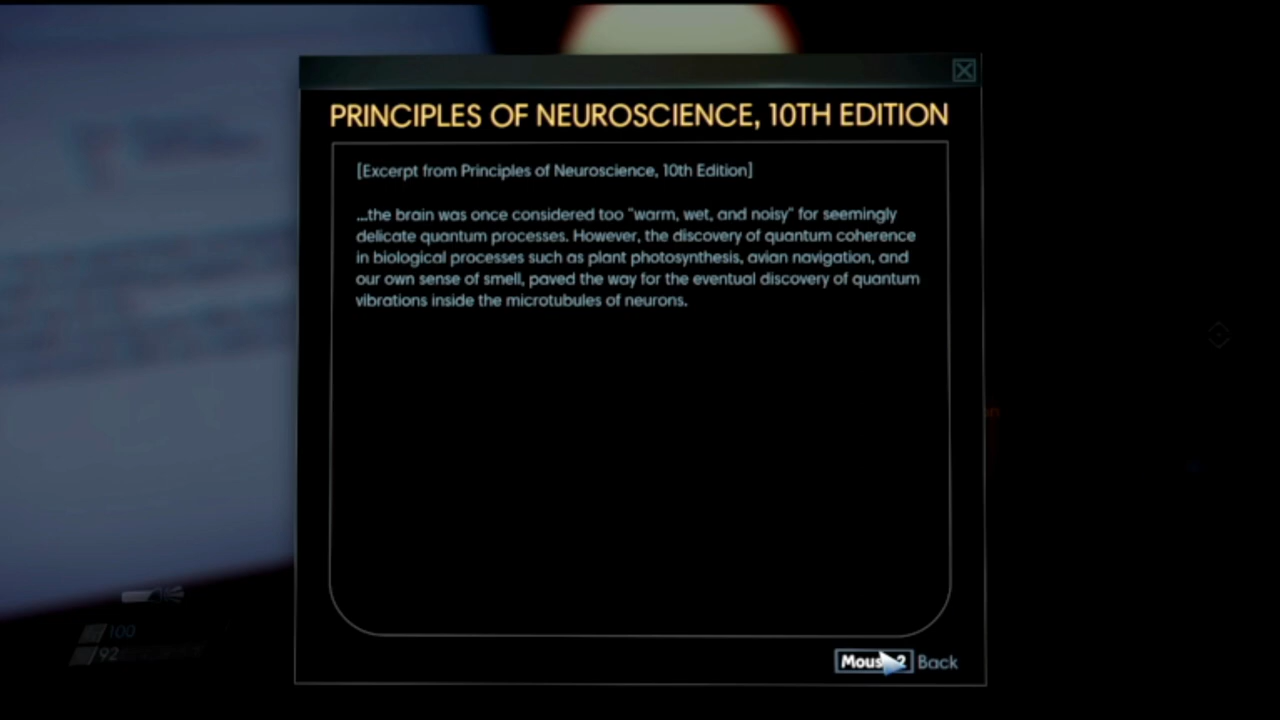 PRINCIPLES OF NEUROSCIENCE, 10TH EDITION
[Excerpt from Principles of Neuroscience, 10th Edition]
...the brain was once considered too "warm, wet, and noisy" for seemingly
delicate quantum processes. However, the discovery of quantum coherence
in biological processes such as plant photosynthesis, avian navigation, and
our own sense of smell, paved the way for the eventual discovery of quantum
vibrations inside the microtubules of neurons.
100
92
Back